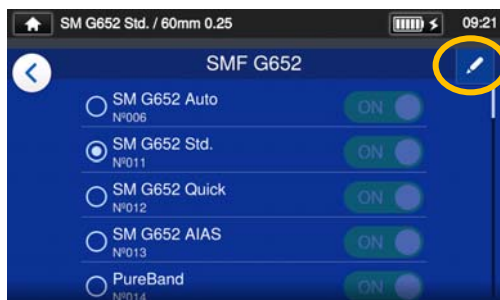 SM G652 Std. / 60mm 0.25
09:21
SMF G652
SM G652 Auto
ON
Nº006
SM G652 Std.
ON
Nº011
SM G652 Quick
ON
Nº012
SM G652 AIAS
ON
Nº013
PureBand
ON
Nº014